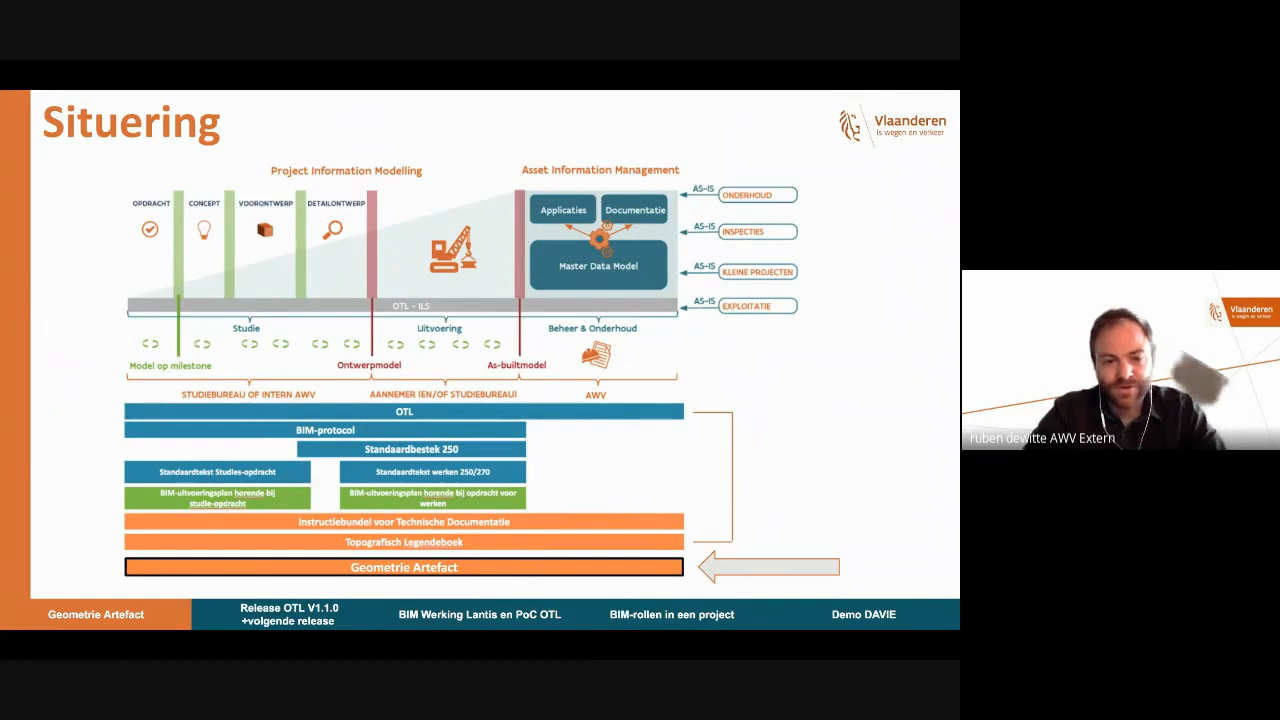 Situering
Vlaanderen
is wegen en verkeer
Project Information Modelling
Asset Information Management
OPDRACHT
CONCEPT
VOORONTWERP
DETAILONTWERP
Applicaties
Documentatie
Master Data Model
AS-IS
ONDERHOUD
AS-IS
INSPECTIES
AS-IS
KLEINE PROJECTEN
AS-IS
EXPLOITATIE
OTL - ILS
Studie
Uitvoering
Beheer & Onderhoud
Model op milestone
Ontwerpmodel
As-builtmodel
STUDIEBUREAU OF INTERN AWV
AANNEMER (EN/OF STUDIEBUREAU)
AWV
OTL
BIM-protocol
Standaardbestek 250
Standaardtekst Studies-opdracht
Standaardtekst werken 250/270
BIM-uitvoeringsplan horende bij
studie-opdracht
BIM-uitvoeringsplan horende bij opdracht voor
werken
Instructiebundel voor Technische Documentatie
Topografisch Legendeboek
Geometrie Artefact
Geometrie Artefact
Release OTL V1.1.0
+volgende release
BIM Werking Lantis en PoC OTL
BIM-rollen in een project
Demo DAVIE
Vlaanderen
is wegen en verkeer
ruben dewitte AWV Extern